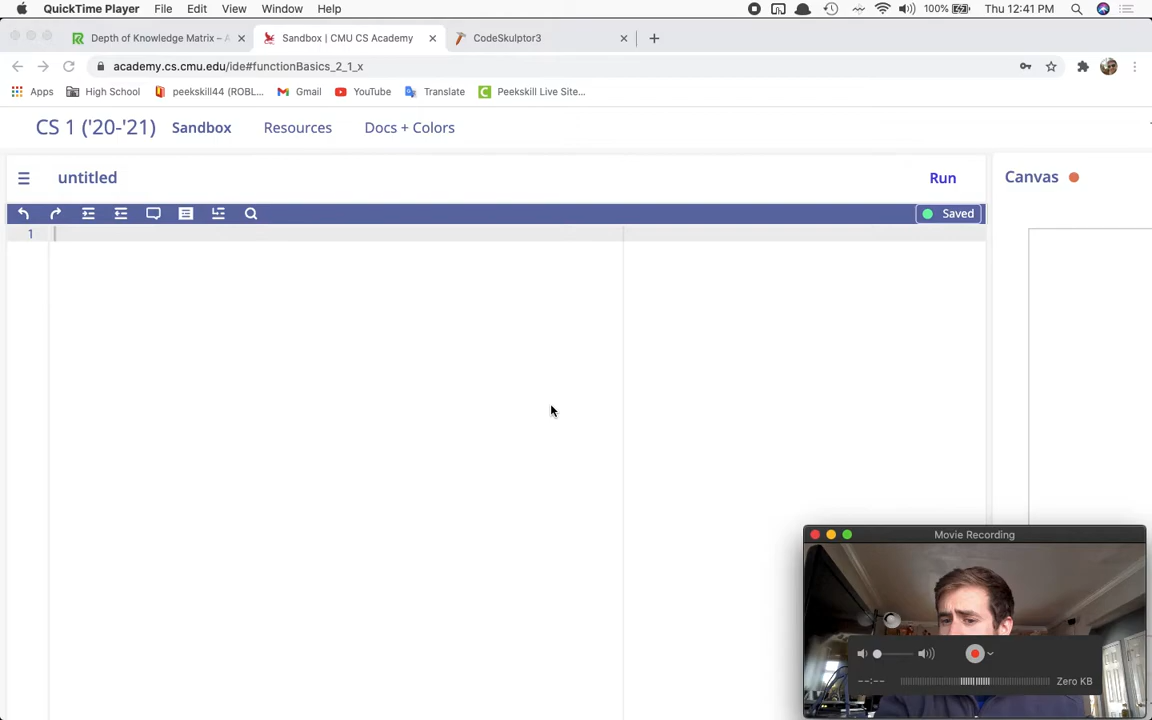 QuickTime Player File Edit View Window Help 100% Thu 12:41 PM
Depth of Knowledge Matrix – Sandbox | CMU CS Academy CodeSkulptor3
academy.cs.cmu.edu/ide#functionBasics_2_1_x
Apps High School peekskill44 (ROBL... Gmail YouTube Translate Peekskill Live Site...
CS 1 ('20-'21) Sandbox Resources Docs + Colors
untitled Run Canvas
Saved
1
Movie Recording
--:-- Zero KB